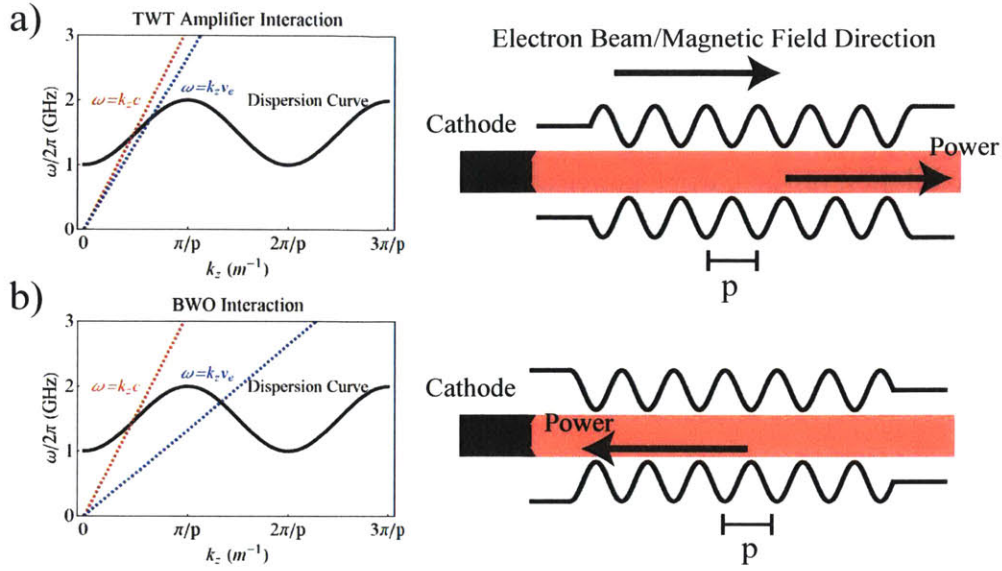 a)
TWT Amplifier Interaction
3
2
1
0
ω/2π (GHz)
ω=k_z c
ω=k_z v_e
Dispersion Curve
0
π/p
2π/p
3π/p
k_z (m⁻¹)
Electron Beam/Magnetic Field Direction
Cathode
Power
p
b)
BWO Interaction
3
2
1
0
ω/2π (GHz)
ω=k_z c
ω=k_z v_e
Dispersion Curve
0
π/p
2π/p
3π/p
k_z (m⁻¹)
Cathode
Power
p